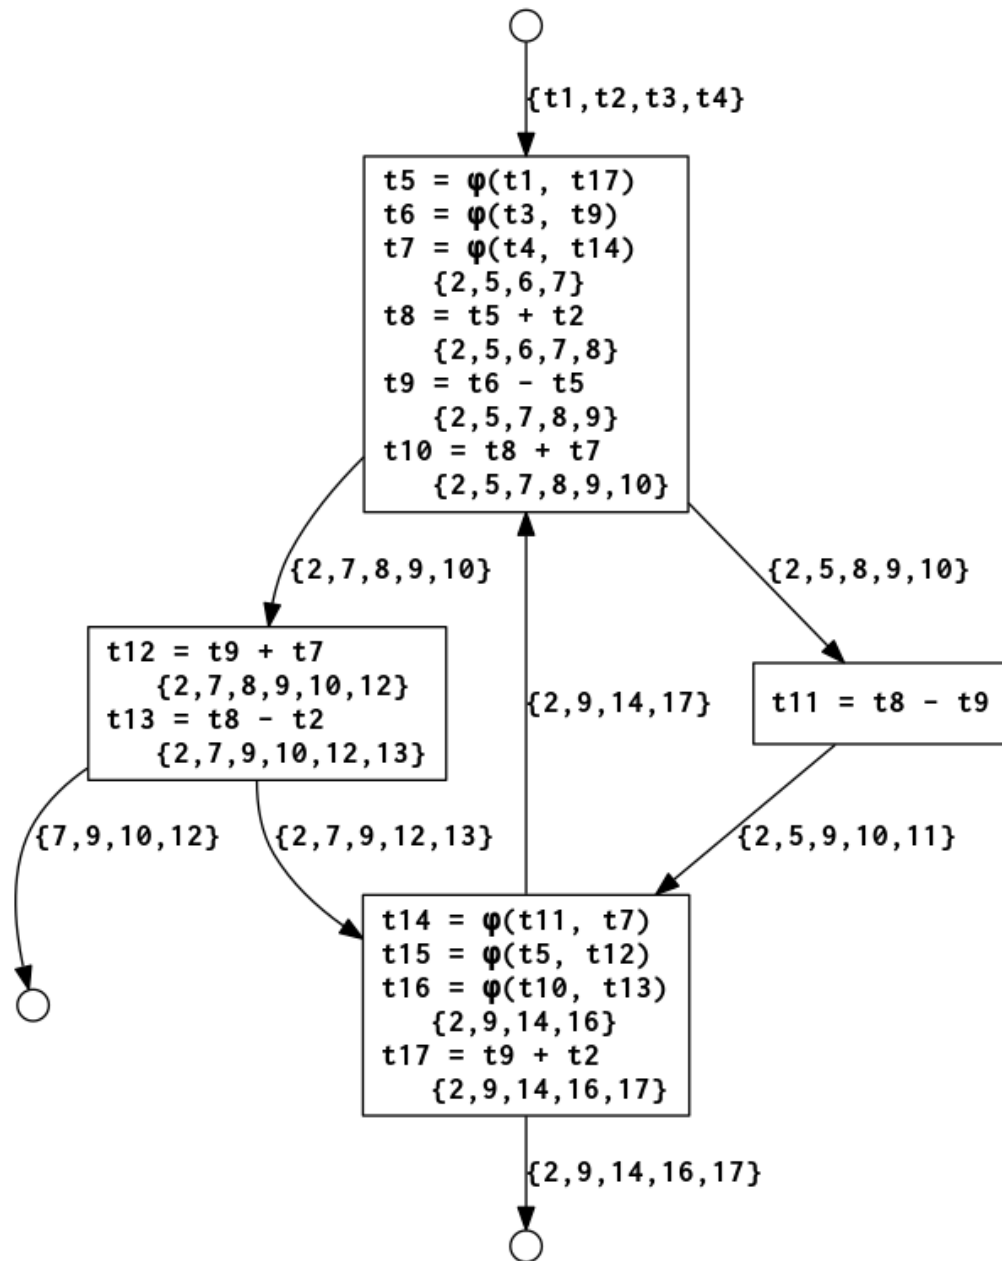 {t1,t2,t3,t4}
t5 = φ(t1, t17)
t6 = φ(t3, t9)
t7 = φ(t4, t14)
{2,5,6,7}
t8 = t5 + t2
{2,5,6,7,8}
t9 = t6 - t5
{2,5,7,8,9}
t10 = t8 + t7
{2,5,7,8,9,10}
{2,7,8,9,10}
{2,5,8,9,10}
t12 = t9 + t7
{2,7,8,9,10,12}
t13 = t8 - t2
{2,7,9,10,12,13}
{2,9,14,17}
t11 = t8 - t9
{7,9,10,12}
{2,7,9,12,13}
{2,5,9,10,11}
t14 = φ(t11, t7)
t15 = φ(t5, t12)
t16 = φ(t10, t13)
{2,9,14,16}
t17 = t9 + t2
{2,9,14,16,17}
{2,9,14,16,17}